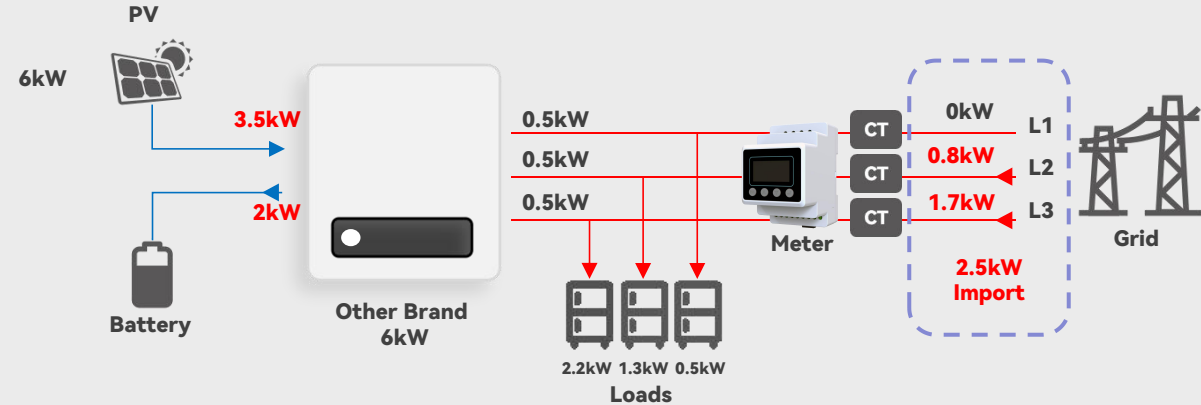 PV
6kW
3.5kW
2kW
Battery
Other Brand
6kW
0.5kW
0.5kW
0.5kW
2.2kW 1.3kW 0.5kW
Loads
Meter
CT
CT
CT
0kW
0.8kW
1.7kW
2.5kW
Import
L1
L2
L3
Grid